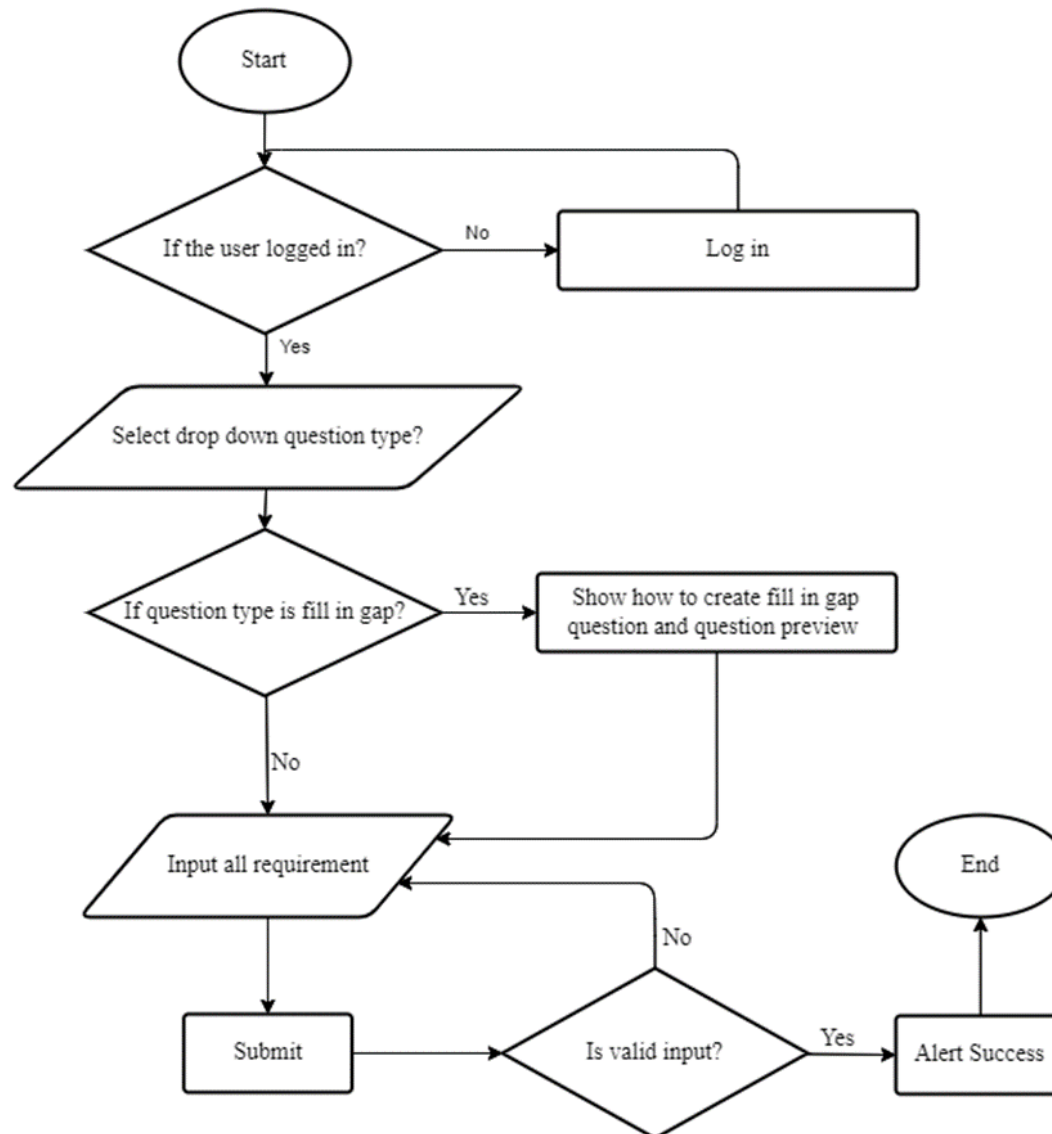 Start
If the user logged in?
No
Log in
Yes
Select drop down question type?
If question type is fill in gap?
Yes
Show how to create fill in gap
question and question preview
No
Input all requirement
End
No
Submit
Is valid input?
Yes
Alert Success